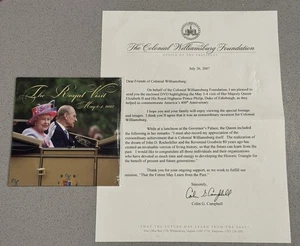 The Royal Visit
May 3-4, 2007
The Colonial Williamsburg Foundation
July 26, 2007
Dear Friends of Colonial Williamsburg:
On behalf of the Colonial Williamsburg Foundation, I am pleased to
send you the enclosed DVD highlighting the May 3-4 visit of Her Majesty Queen
Elizabeth II and His Royal Highness Prince Philip, Duke of Edinburgh, as they
helped to commemorate America's 400th Anniversary.
I hope you and your family will enjoy viewing the special footage
and images. I think you'll agree that it was an extraordinary moment for Colonial
Williamsburg.
While at a luncheon at the Governor's Palace, the Queen included
the following in her remarks: "I must also record my appreciation of the
extraordinary achievement of the Colonial Williamsburg itself. The realization of
the dream of John D. Rockefeller and the Reverend Goodwin 80 years ago has
created an invaluable custom of living history, so that the future can learn from the
past. I would like to congratulate all those individuals and their organizations
who have devoted so much time and energy to developing the Historic Triangle for
the benefit of present and future generations."
Thank you for your ongoing support, as we work to fulfill our
mission, "That the Future May Learn from the Past."
Sincerely,
Colin G. Campbell
Colin G. Campbell